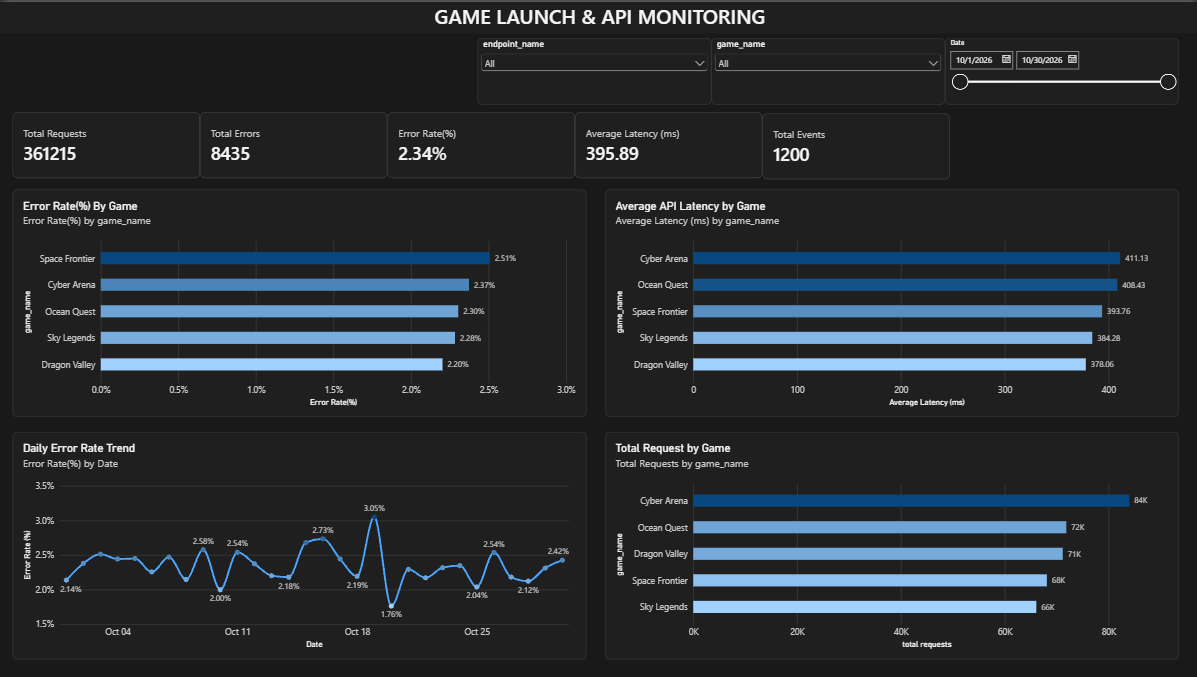 GAME LAUNCH & API MONITORING
endpoint_name
All
game_name
All
Date
10/1/2026
10/30/2026
Total Requests
361215
Total Errors
8435
Error Rate(%)
2.34%
Average Latency (ms)
395.89
Total Events
1200
Error Rate(%) By Game
Error Rate(%) by game_name
game_name
Space Frontier
2.51%
Cyber Arena
2.37%
Ocean Quest
2.30%
Sky Legends
2.28%
Dragon Valley
2.20%
0.0% 0.5% 1.0% 1.5% 2.0% 2.5% 3.0%
Error Rate(%)
Average API Latency by Game
Average Latency (ms) by game_name
game_name
Cyber Arena
411.13
Ocean Quest
408.43
Space Frontier
393.76
Sky Legends
384.28
Dragon Valley
378.06
0 100 200 300 400
Average Latency (ms)
Daily Error Rate Trend
Error Rate(%) by Date
Error Rate (%)
3.5%
3.0%
2.5%
2.0%
1.5%
2.14%
2.58%
2.00%
2.54%
2.18%
2.73%
2.19%
3.05%
1.76%
2.04%
2.54%
2.12%
2.42%
Oct 04 Oct 11 Oct 18 Oct 25
Date
Total Request by Game
Total Requests by game_name
game_name
Cyber Arena
84K
Ocean Quest
72K
Dragon Valley
71K
Space Frontier
68K
Sky Legends
66K
0K 20K 40K 60K 80K
total requests